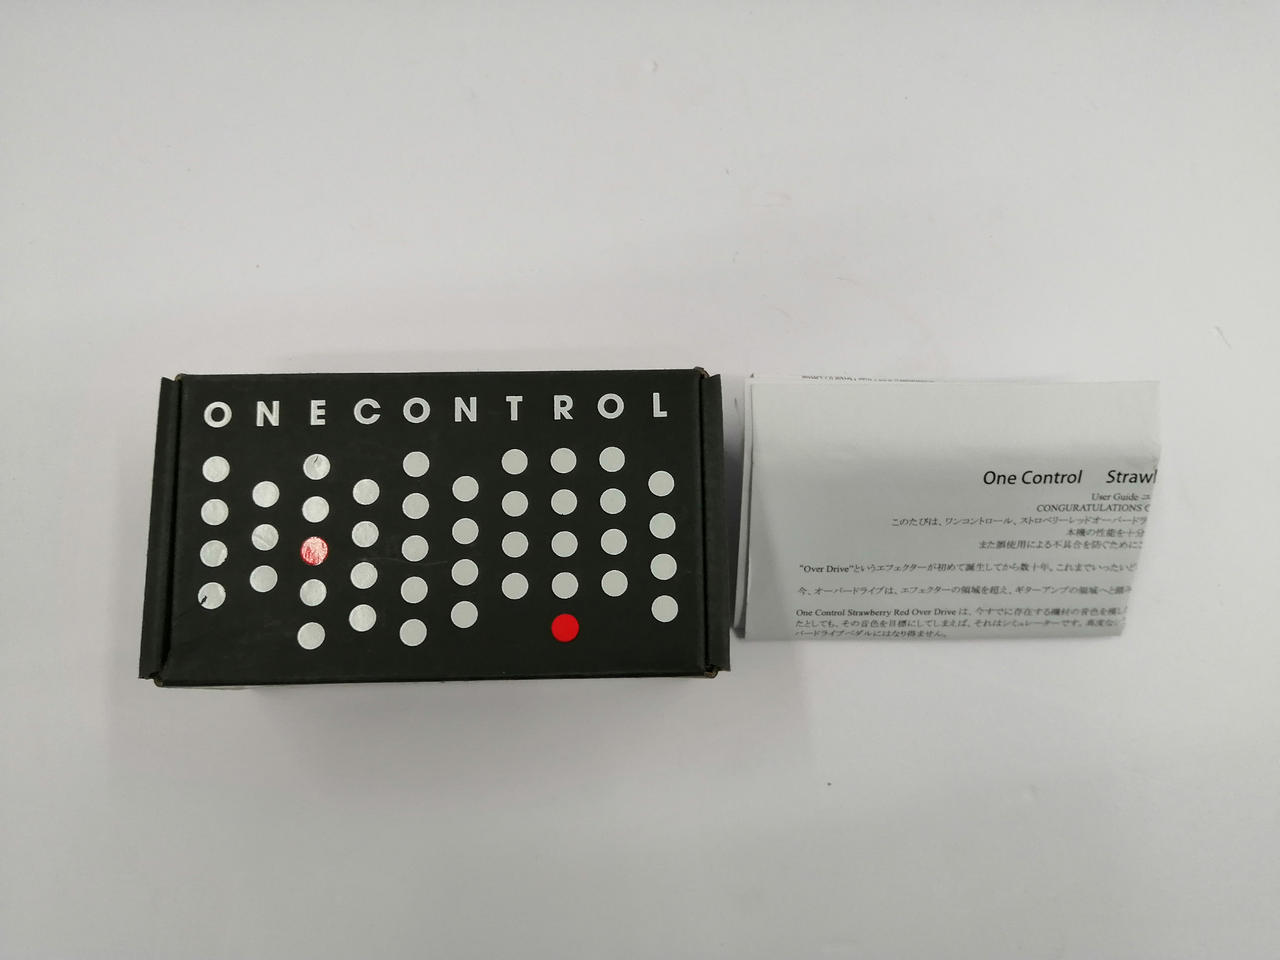 ONECONTROL
One Control Strawl
User Guide
CONGURATULATIONS
このたびは、ワンコントロール、ストロベリーレッドオーバードラ
本機の性能を十分
また誤使用による不具合を防ぐために
"Over Drive"というエフェクターが初めて誕生してから数十年。これまでいったいど
今、オーバードライブは、エフェクターの領域を超え、ギターアンプの領域へと踏み
One Control Strawberry Red Over Drive は、今すでに存在する機材の音色を模し
たとしても、その音色を目標にしてしまえば、それはシミュレーターです。高度な
バードライブペダルにはなり得ません。